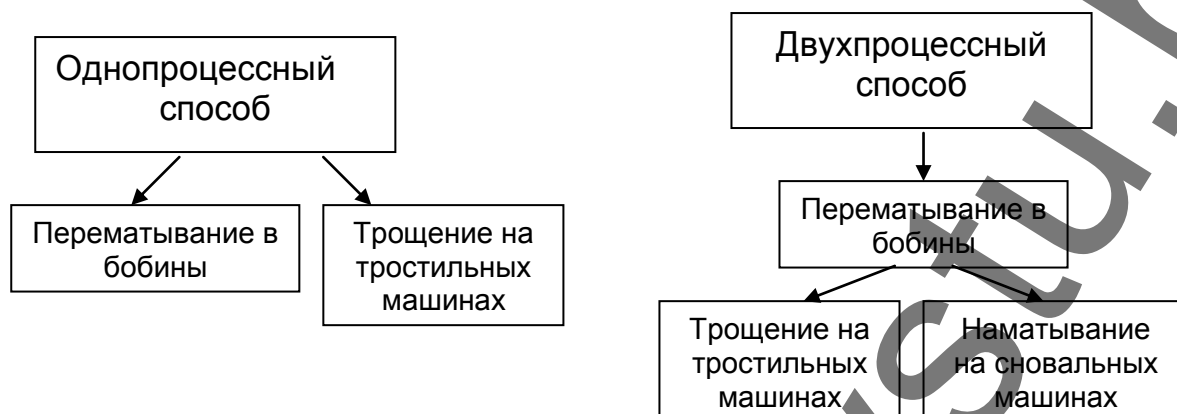 Однопроцессный
способ
Перематывание в
бобины
Трощение на
тростильных
машинах
Двухпроцессный
способ
Перематывание в
бобины
Трощение на
тростильных
машинах
Наматывание
на сновальных
машинах
stu.